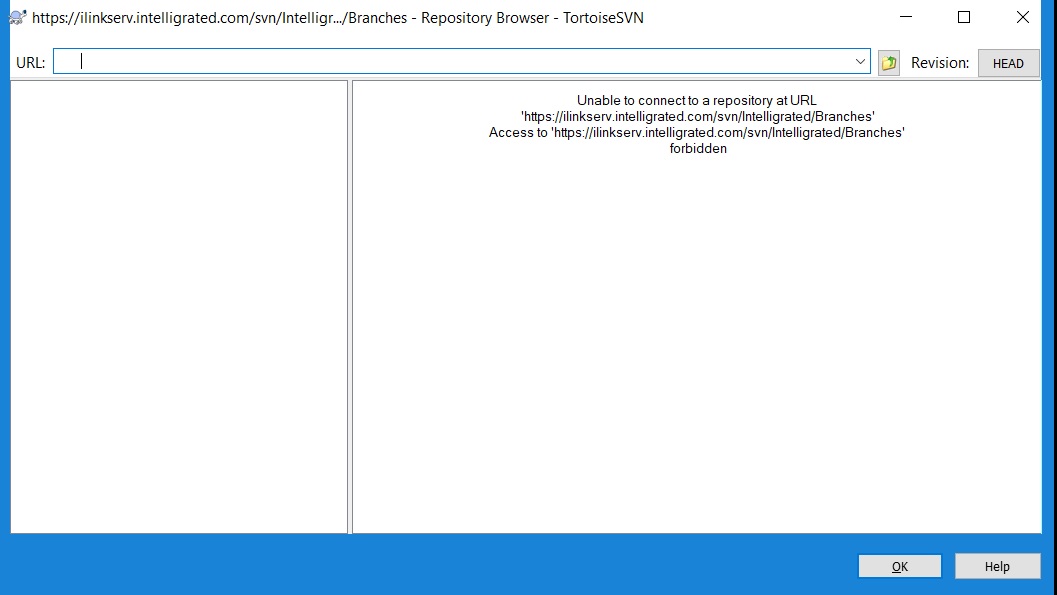 https://ilinkserv.intelligrated.com/svn/Intelligr.../Branches - Repository Browser - TortoiseSVN
URL:
Revision:
HEAD
Unable to connect to a repository at URL
'https://ilinkserv.intelligrated.com/svn/Intelligrated/Branches'
Access to 'https://ilinkserv.intelligrated.com/svn/Intelligrated/Branches'
forbidden
OK
Help